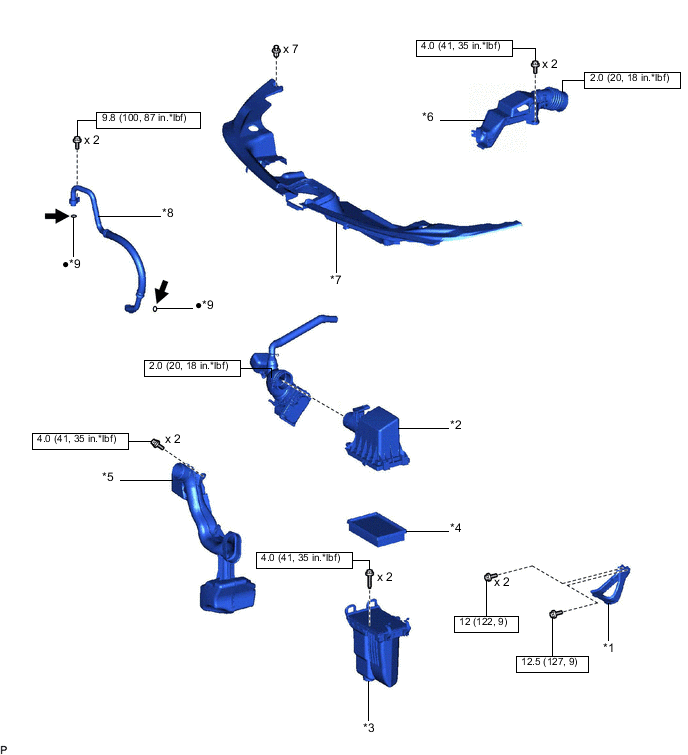 x 7
4.0 (41, 35 in.*lbf)
x 2
2.0 (20, 18 in.*lbf)
*6
9.8 (100, 87 in.*lbf)
x 2
*8
●*9
*7
●*9
2.0 (20, 18 in.*lbf)
*2
4.0 (41, 35 in.*lbf)
x 2
*5
*4
4.0 (41, 35 in.*lbf)
x 2
x 2
12 (122, 9)
*1
12.5 (127, 9)
*3
P